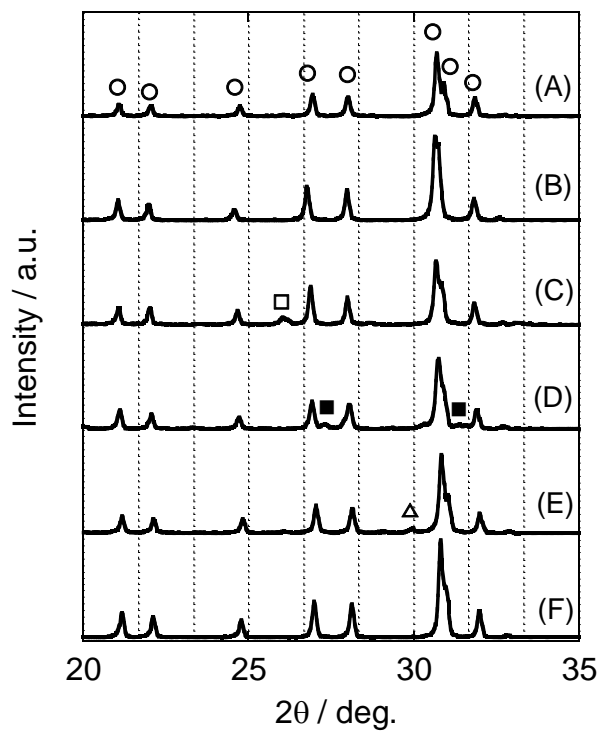 (A)
(B)
(C)
(D)
(E)
(F)
Intensity / a.u.
20 25 30 35
2θ / deg.